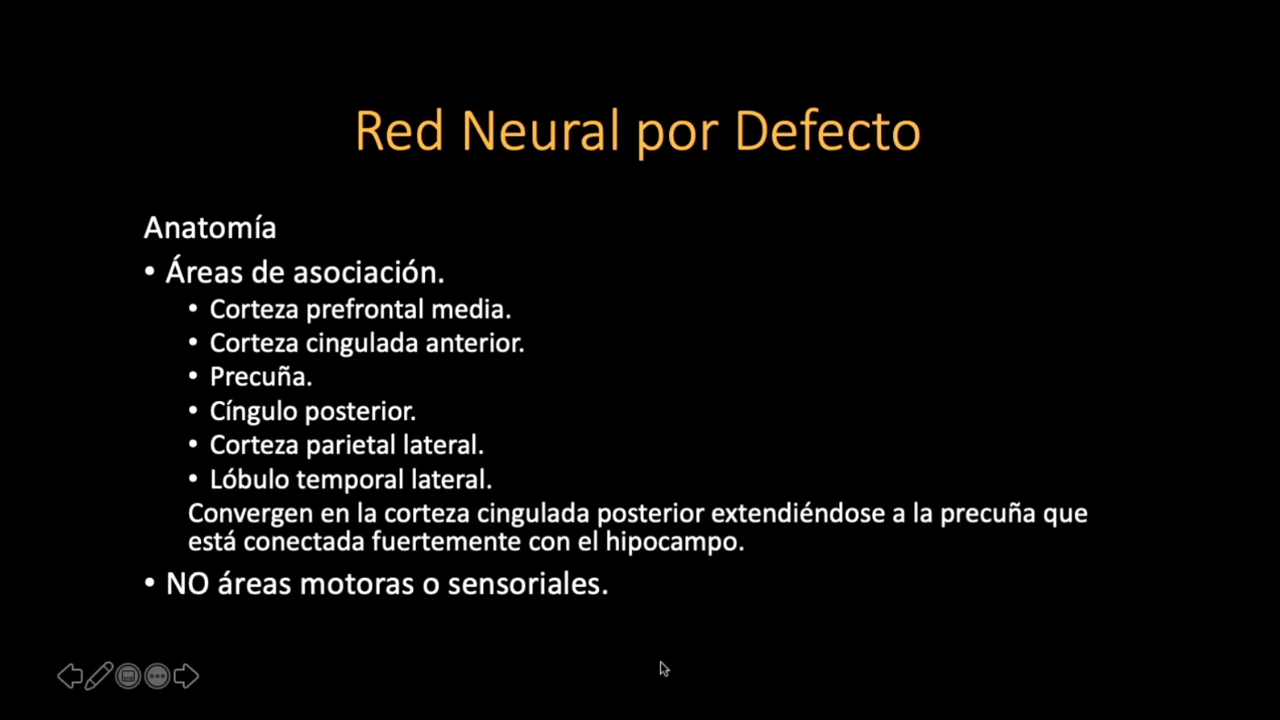 Red Neural por Defecto
Anatomía
• Áreas de asociación.
• Corteza prefrontal media.
• Corteza cingulada anterior.
• Precuña.
• Cíngulo posterior.
• Corteza parietal lateral.
• Lóbulo temporal lateral.
Convergen en la corteza cingulada posterior extendiéndose a la precuña que
está conectada fuertemente con el hipocampo.
• NO áreas motoras o sensoriales.